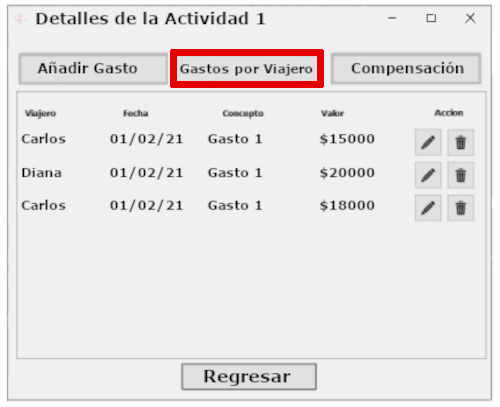 Detalles de la Actividad 1
Añadir Gasto Gastos por Viajero Compensación
Viajero Fecha Concepto Valor Accion
Carlos 01/02/21 Gasto 1 $15000
Diana 01/02/21 Gasto 1 $20000
Carlos 01/02/21 Gasto 1 $18000
Regresar